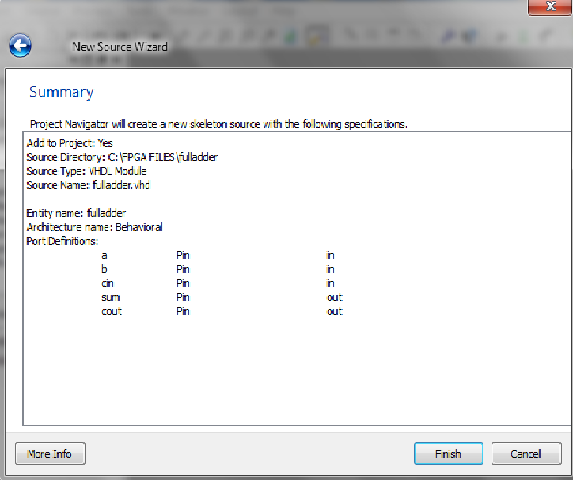 New Source Wizard
Summary
Project Navigator will create a new skeleton source with the following specifications.
Add to Project: Yes
Source Directory: C:\FPGA FILES\fulladder
Source Type: VHDL Module
Source Name: fulladder.vhd
Entity name: fulladder
Architecture name: Behavioral
Port Definitions:
a Pin in
b Pin in
cin Pin in
sum Pin out
cout Pin out
More Info Finish Cancel